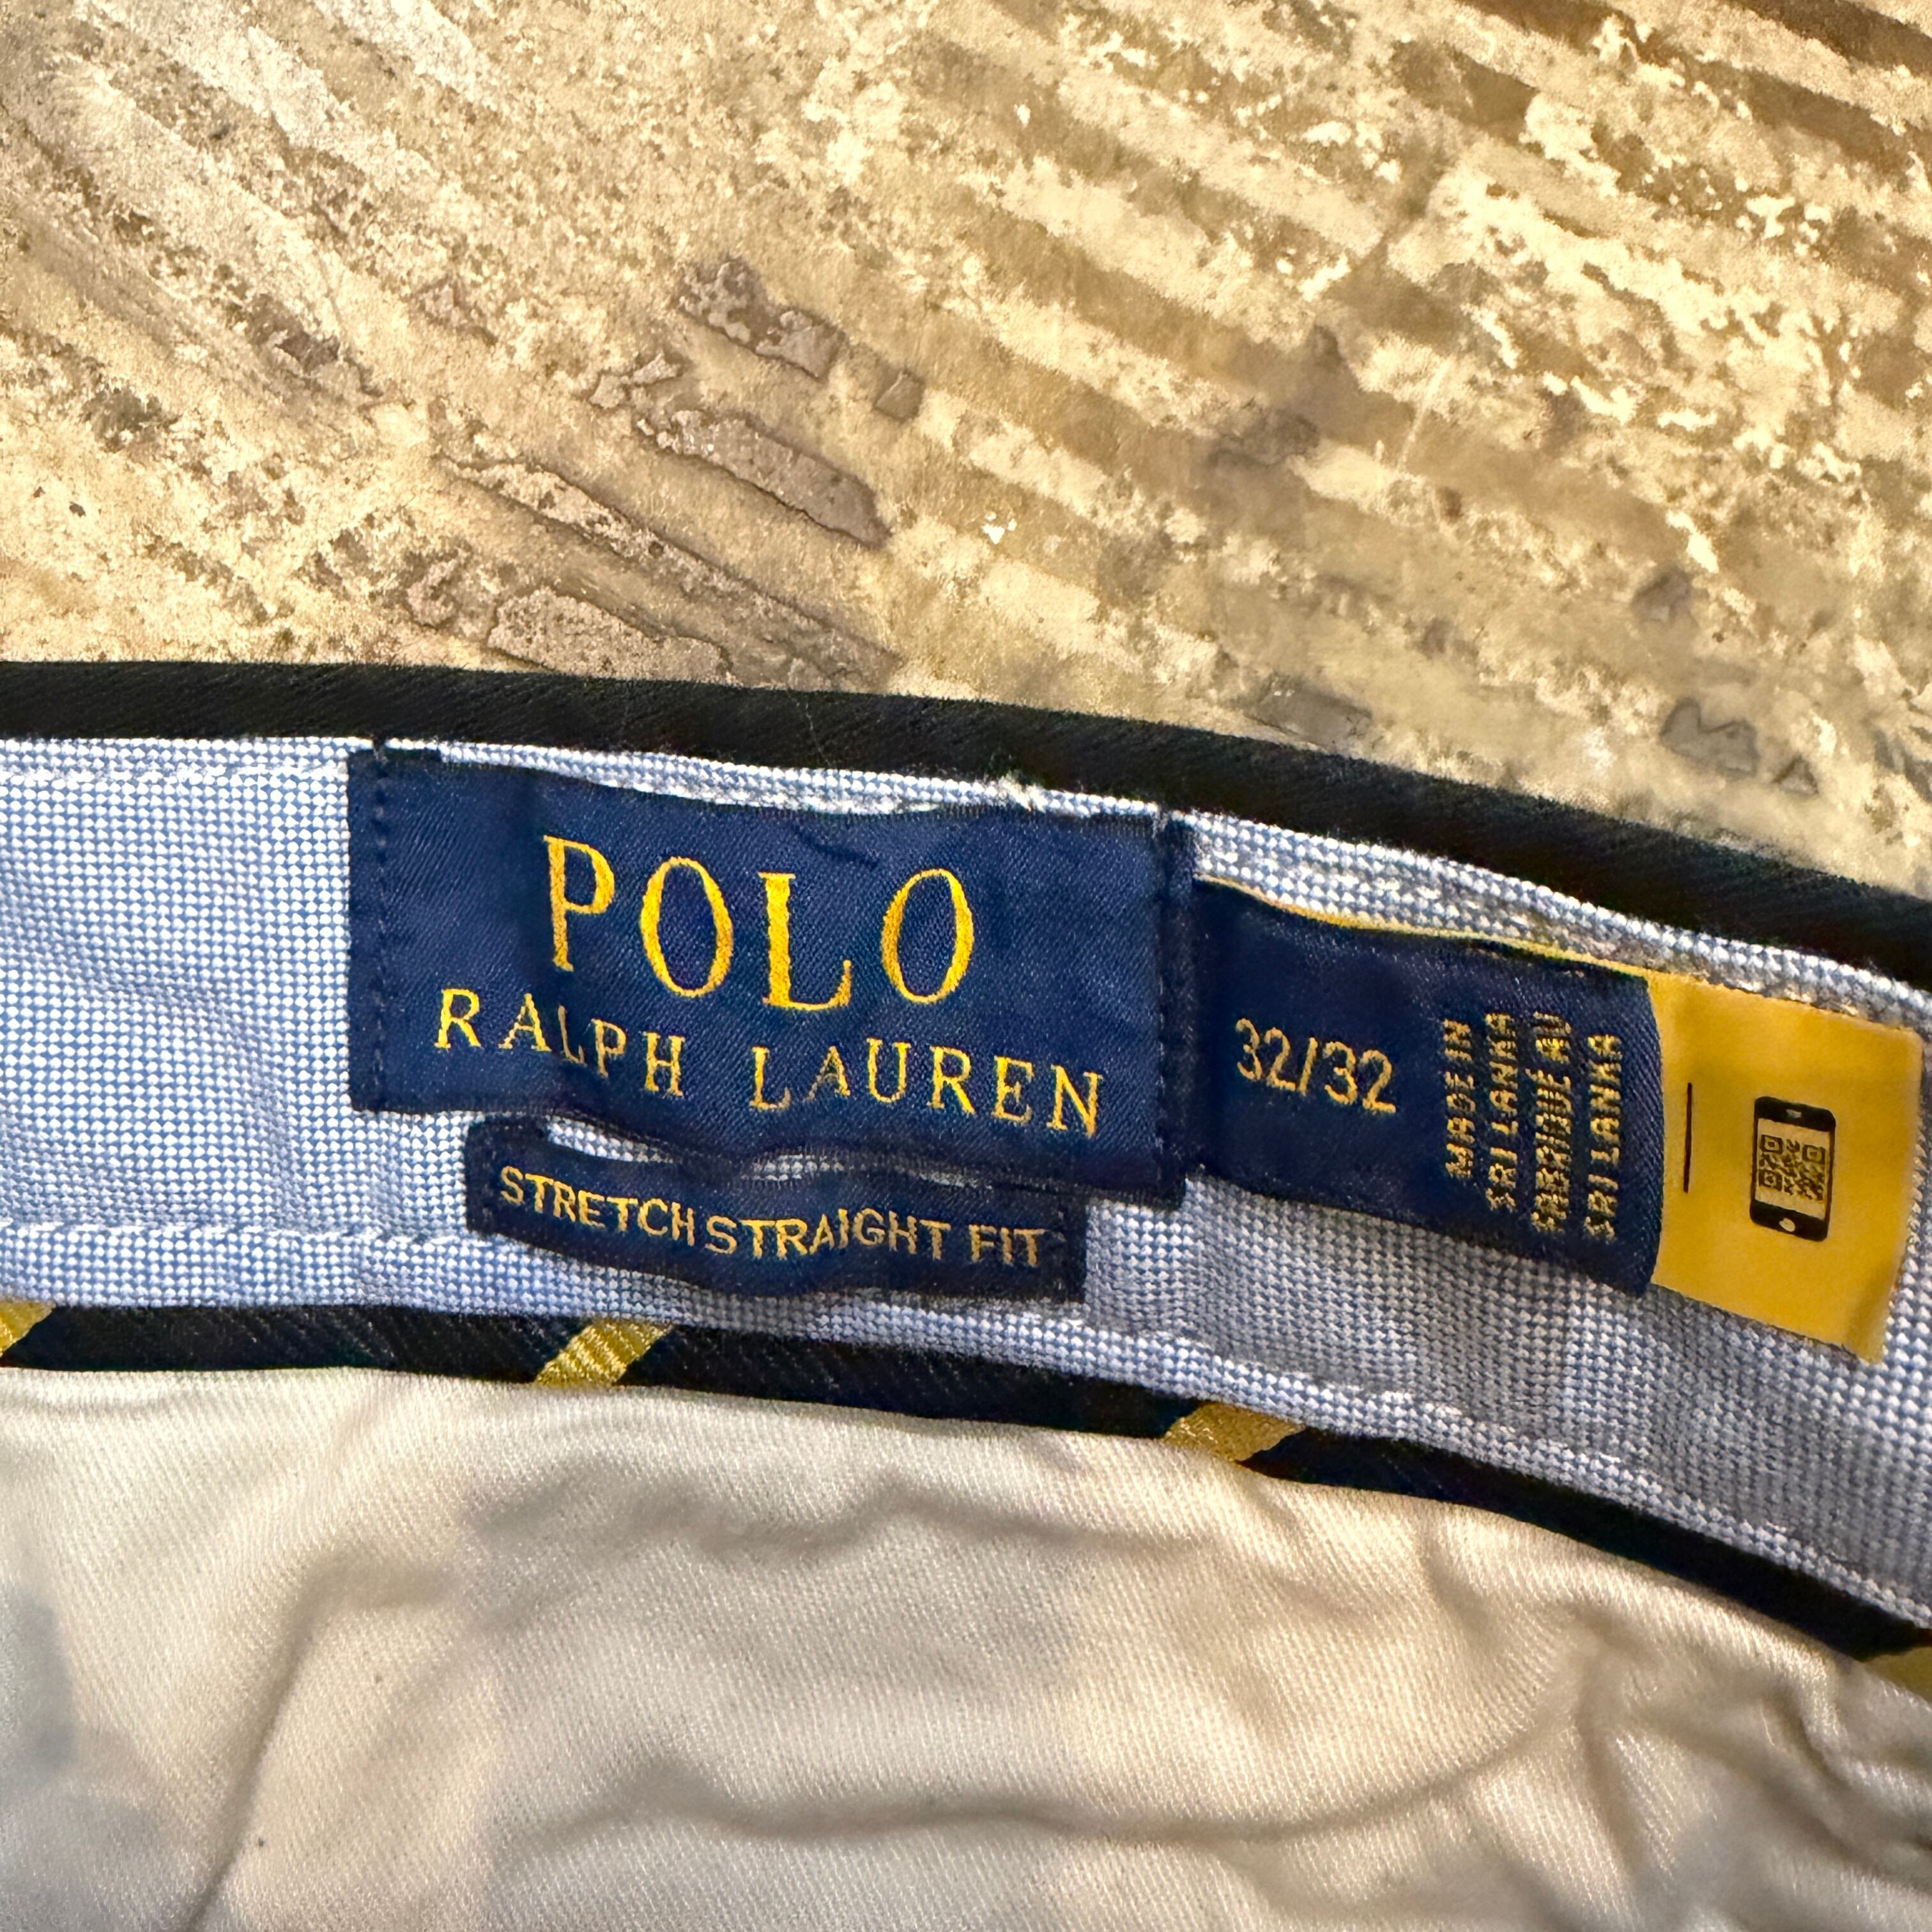 POLO
RALPH LAUREN
STRETCH STRAIGHT FIT
32/32
MADE IN
SRI LANKA
FABRIQUÉ AU
SRI LANKA